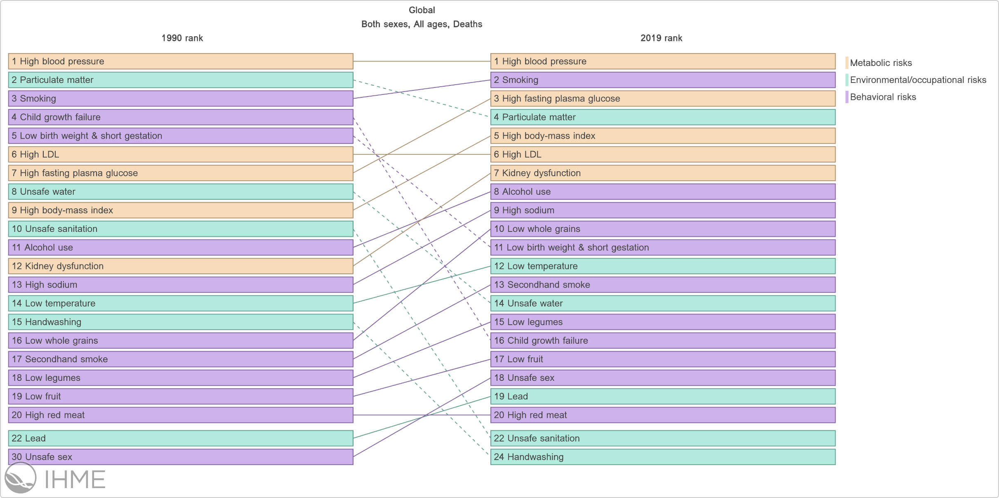 Global
Both sexes, All ages, Deaths
1990 rank
2019 rank
1 High blood pressure
2 Particulate matter
3 Smoking
4 Child growth failure
5 Low birth weight & short gestation
6 High LDL
7 High fasting plasma glucose
8 Unsafe water
9 High body-mass index
10 Unsafe sanitation
11 Alcohol use
12 Kidney dysfunction
13 High sodium
14 Low temperature
15 Handwashing
16 Low whole grains
17 Secondhand smoke
18 Low legumes
19 Low fruit
20 High red meat
22 Lead
30 Unsafe sex
1 High blood pressure
2 Smoking
3 High fasting plasma glucose
4 Particulate matter
5 High body-mass index
6 High LDL
7 Kidney dysfunction
8 Alcohol use
9 High sodium
10 Low whole grains
11 Low birth weight & short gestation
12 Low temperature
13 Secondhand smoke
14 Unsafe water
15 Low legumes
16 Child growth failure
17 Low fruit
18 Unsafe sex
19 Lead
20 High red meat
22 Unsafe sanitation
24 Handwashing
Metabolic risks
Environmental/occupational risks
Behavioral risks
IHME